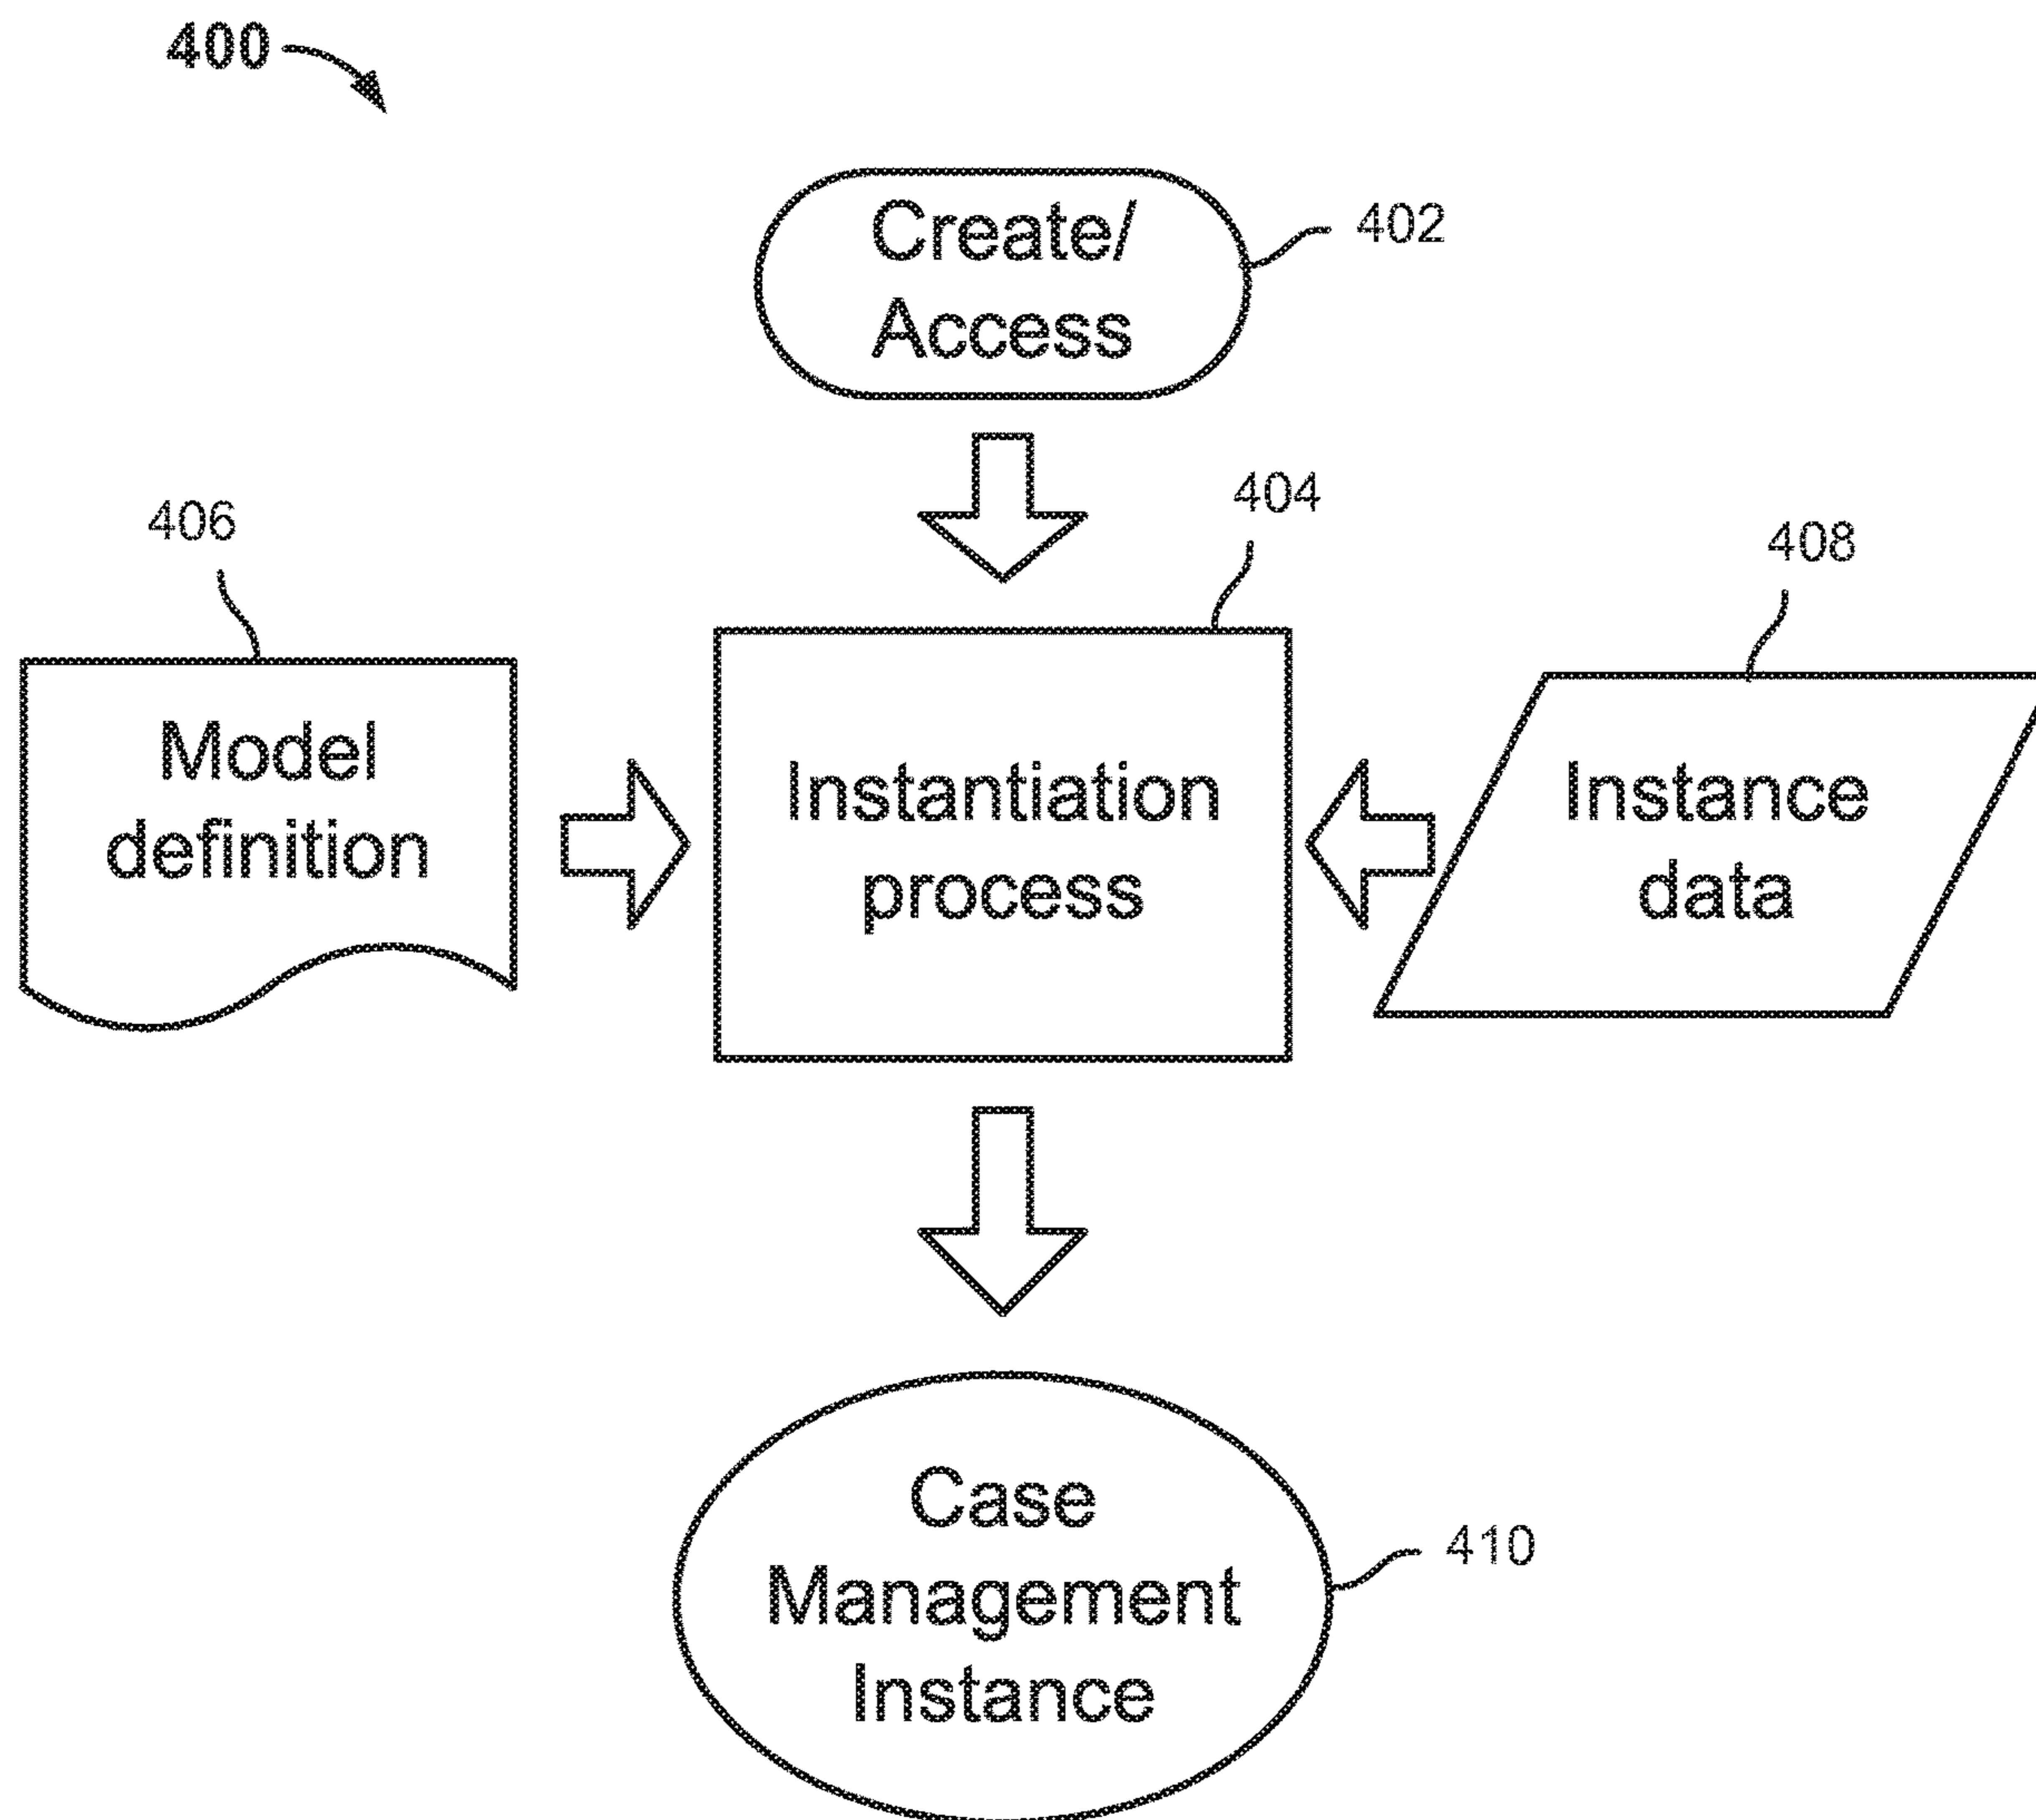 400
Create/
Access
402
404
406
408
Model
definition
Instantiation
process
Instance
data
Case
Management
Instance
410